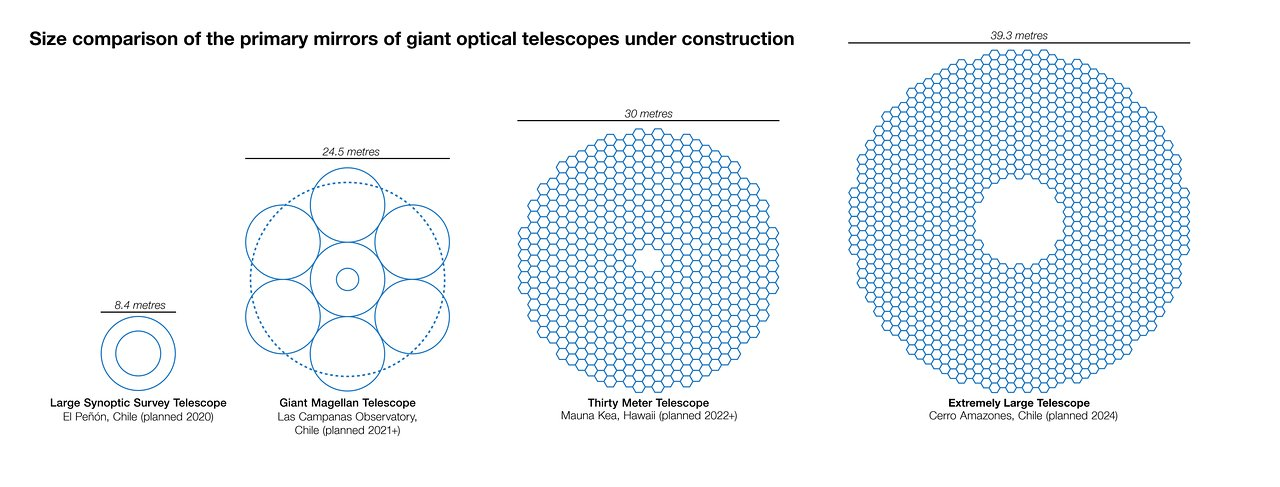 Size comparison of the primary mirrors of giant optical telescopes under construction
8.4 metres
Large Synoptic Survey Telescope
El Peñón, Chile (planned 2020)
24.5 metres
Giant Magellan Telescope
Las Campanas Observatory,
Chile (planned 2021+)
30 metres
Thirty Meter Telescope
Mauna Kea, Hawaii (planned 2022+)
39.3 metres
Extremely Large Telescope
Cerro Amazones, Chile (planned 2024)